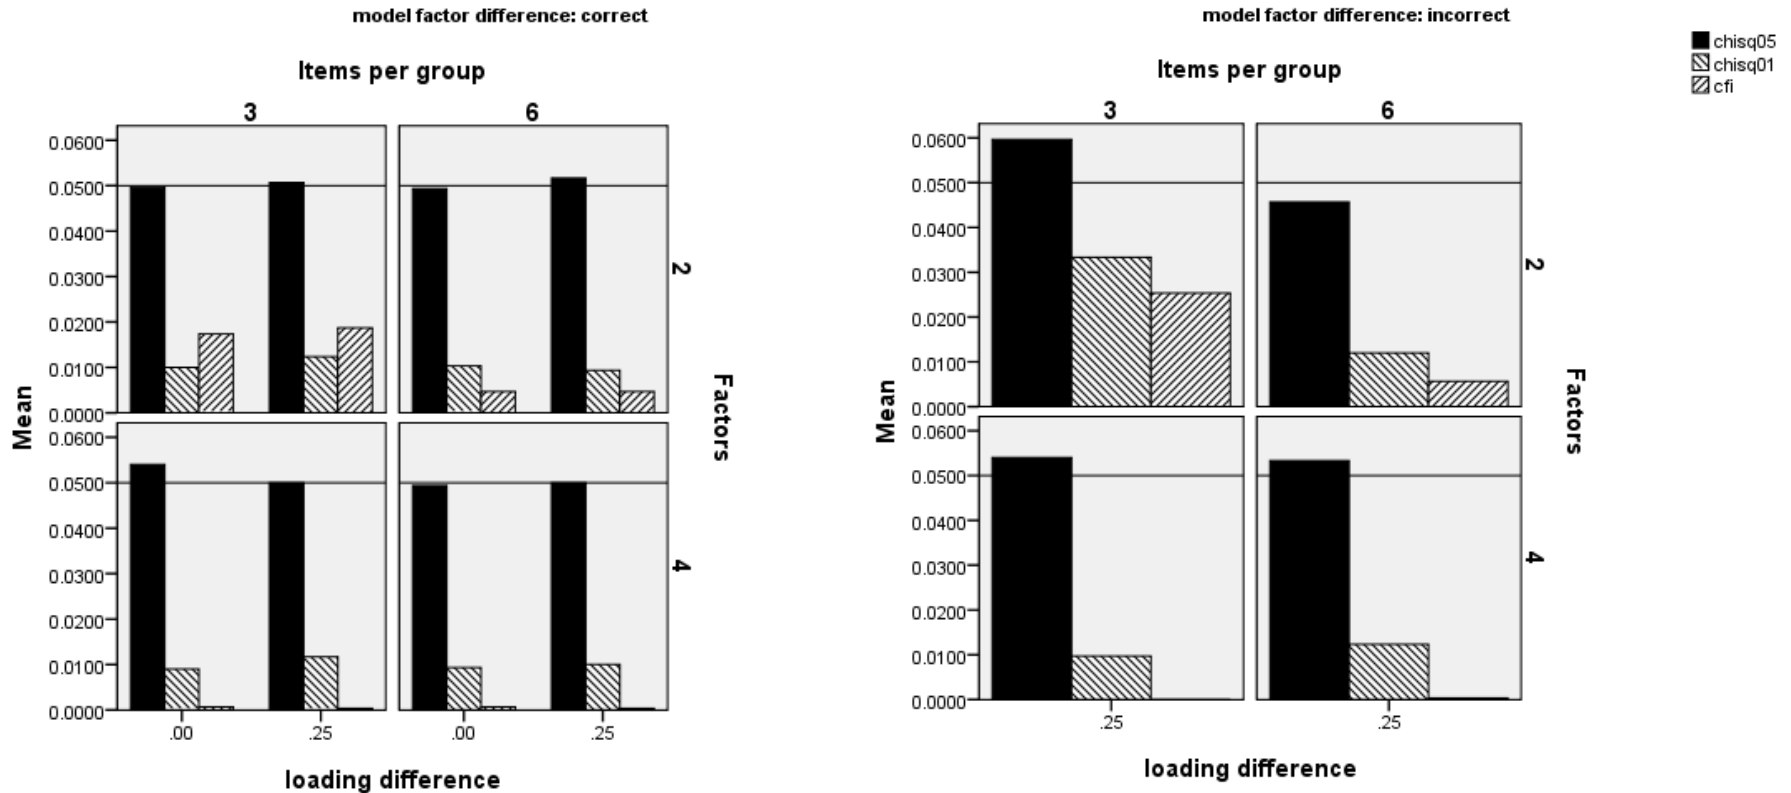 model factor difference: correct
Items per group
3 6
0.0600
0.0500
0.0400
0.0300
0.0200
0.0100
0.0000
2
0.0600
0.0500
0.0400
0.0300
0.0200
0.0100
0.0000
4
Mean
Factors
.00 .25 .00 .25
loading difference
model factor difference: incorrect
Items per group
3 6
0.0600
0.0500
0.0400
0.0300
0.0200
0.0100
0.0000
2
0.0600
0.0500
0.0400
0.0300
0.0200
0.0100
0.0000
4
Mean
Factors
.25 .25
loading difference
chisq05
chisq01
cfi